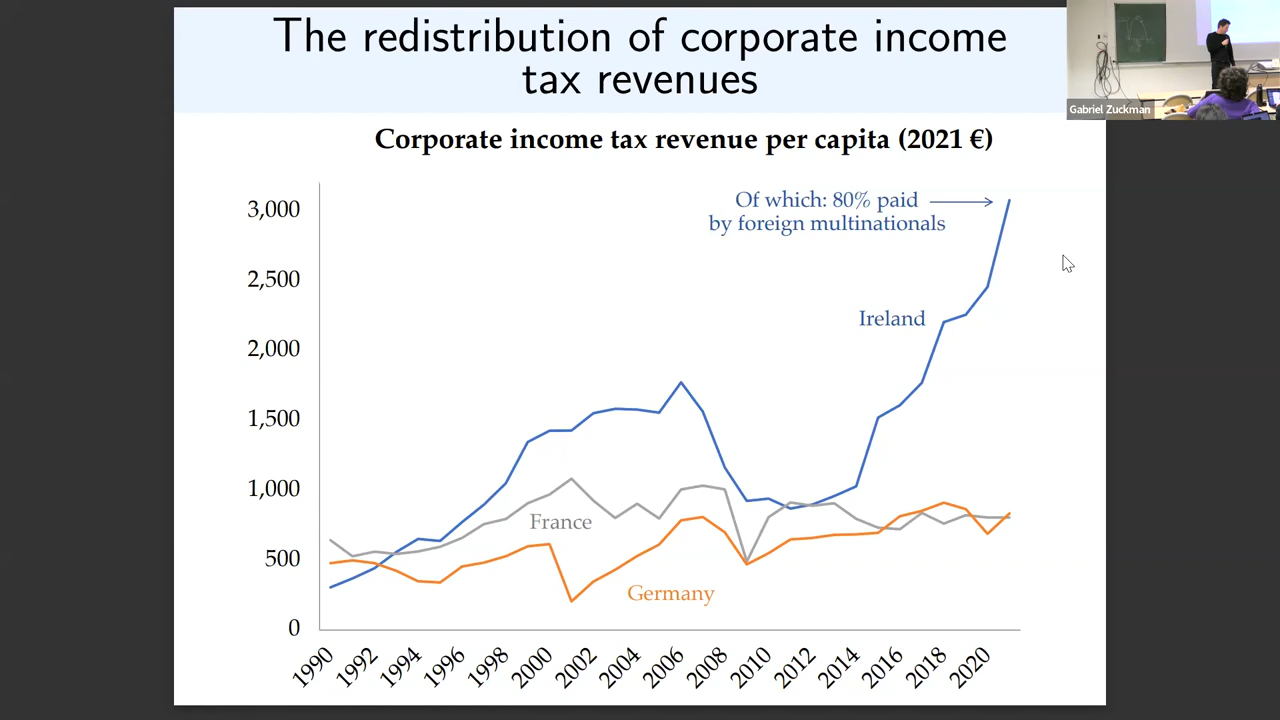 The redistribution of corporate income
tax revenues
Gabriel Zuckman
Corporate income tax revenue per capita (2021 €)
3,000
2,500
2,000
1,500
1,000
500
0
Of which: 80% paid
by foreign multinationals
Ireland
France
Germany
1990
1992
1994
1996
1998
2000
2002
2004
2006
2008
2010
2012
2014
2016
2018
2020